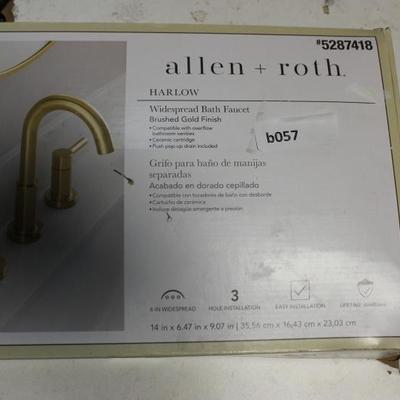 #5287418
allen + roth.
HARLOW
Widespread Bath Faucet
Brushed Gold Finish
• Compatible with overflow
bathroom vanities
• Ceramic cartridge
• Push pop-up drain included
b057
Grifo para baño de manijas
separadas
Acabado en dorado cepillado
• Compatible con tocadores de baño con desborde
• Cartucho de cerámica
• Incluye desagüe emergente a presión
8-IN WIDESPREAD
3
HOLE INSTALLATION
EASY INSTALLATION
LIFETIME WARRANTY
14 in x 6.47 in x 9.07 in | 35,56 cm x 16,43 cm x 23,03 cm